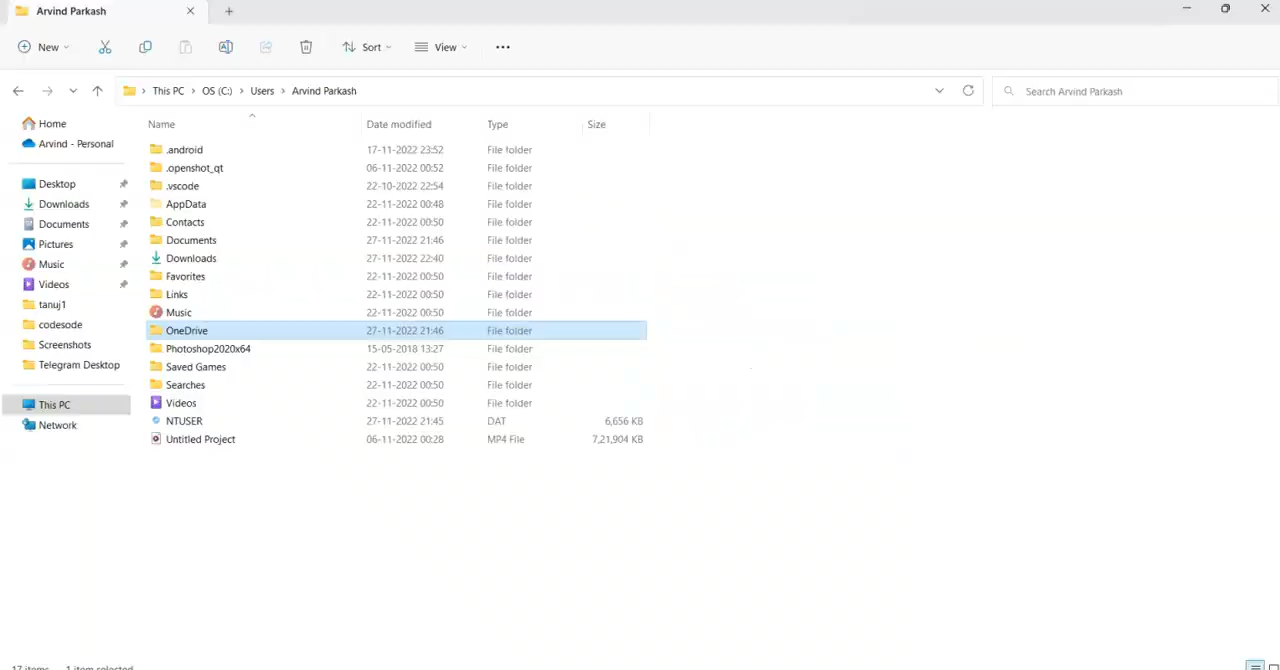 Arvind Parkash
New
Sort
View
This PC > OS (C:) > Users > Arvind Parkash
Search Arvind Parkash
Home
Arvind - Personal
Desktop
Downloads
Documents
Pictures
Music
Videos
tanuj1
codesode
Screenshots
Telegram Desktop
This PC
Network
Name Date modified Type Size
.android 17-11-2022 23:52 File folder
.openshot_qt 06-11-2022 00:52 File folder
.vscode 22-10-2022 22:54 File folder
AppData 22-11-2022 00:48 File folder
Contacts 22-11-2022 00:50 File folder
Documents 27-11-2022 21:46 File folder
Downloads 27-11-2022 22:40 File folder
Favorites 22-11-2022 00:50 File folder
Links 22-11-2022 00:50 File folder
Music 22-11-2022 00:50 File folder
OneDrive 27-11-2022 21:46 File folder
Photoshop2020x64 15-05-2018 13:27 File folder
Saved Games 22-11-2022 00:50 File folder
Searches 22-11-2022 00:50 File folder
Videos 22-11-2022 00:50 File folder
NTUSER 27-11-2022 21:45 DAT 6,656 KB
Untitled Project 06-11-2022 00:28 MP4 File 7,21,904 KB
17 items 1 item selected